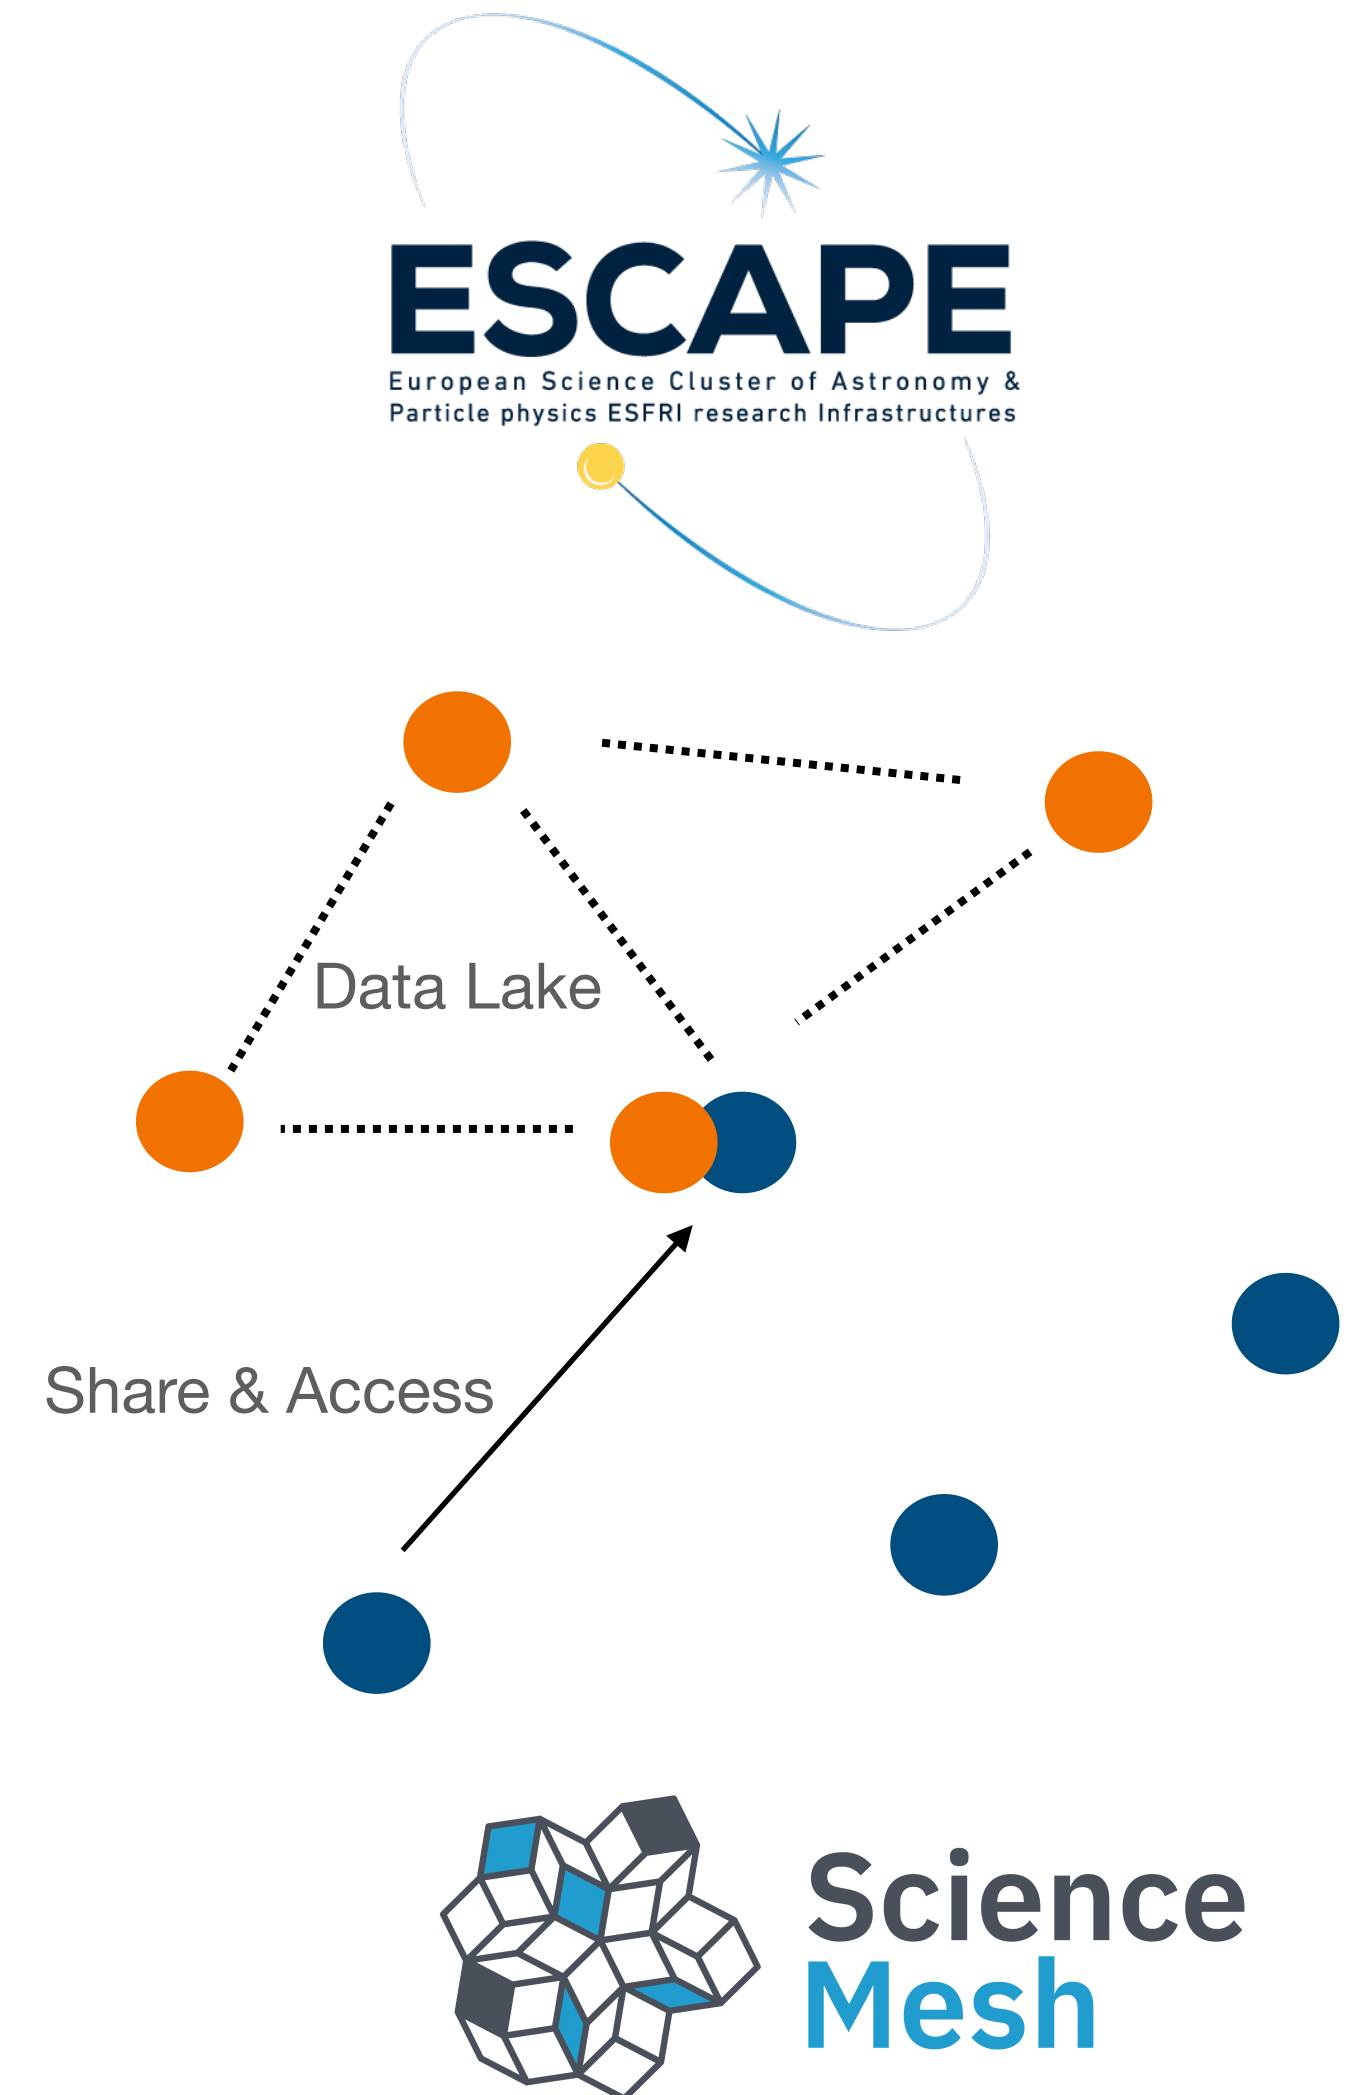 ESCAPE
European Science Cluster of Astronomy &
Particle physics ESFRI research Infrastructures
Data Lake
Share & Access
Science
Mesh